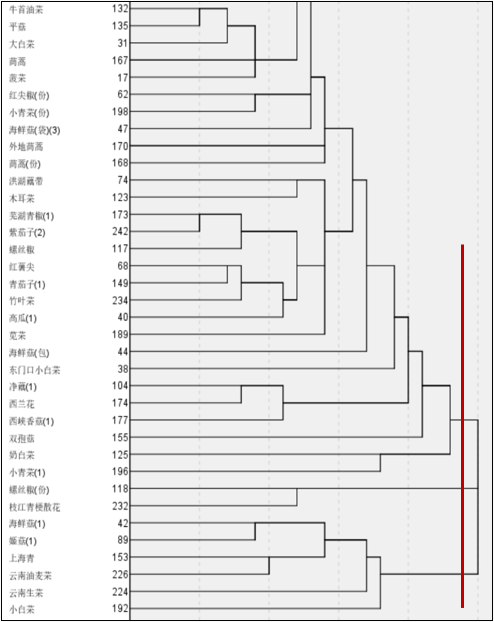 牛首油菜 132
平菇 135
大白菜 31
茼蒿 167
菠菜 17
红尖椒(份) 62
小青菜(份) 198
海鲜菇(袋)(3) 47
外地茼蒿 170
茼蒿(份) 168
洪湖藕带 74
木耳菜 123
芜湖青椒(1) 173
紫茄子(2) 242
螺丝椒 117
红薯尖 68
青茄子(1) 149
竹叶菜 234
高瓜(1) 40
苋菜 189
海鲜菇(包) 44
东门口小白菜 38
净藕(1) 104
西兰花 174
西峡香菇(1) 177
双孢菇 155
奶白菜 125
小青菜(1) 196
螺丝椒(份) 118
枝江青梗散花 232
海鲜菇(1) 42
姬菇(1) 89
上海青 153
云南油麦菜 226
云南生菜 224
小白菜 192